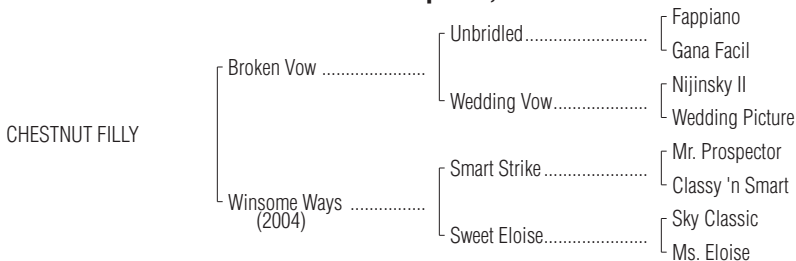 Fappiano
Unbridled..........................
Gana Facil
Broken Vow ......................
Nijinsky II
Wedding Vow....................
Wedding Picture
CHESTNUT FILLY
Mr. Prospector
Smart Strike......................
Classy 'n Smart
Winsome Ways ................
(2004)
Sky Classic
Sweet Eloise......................
Ms. Eloise